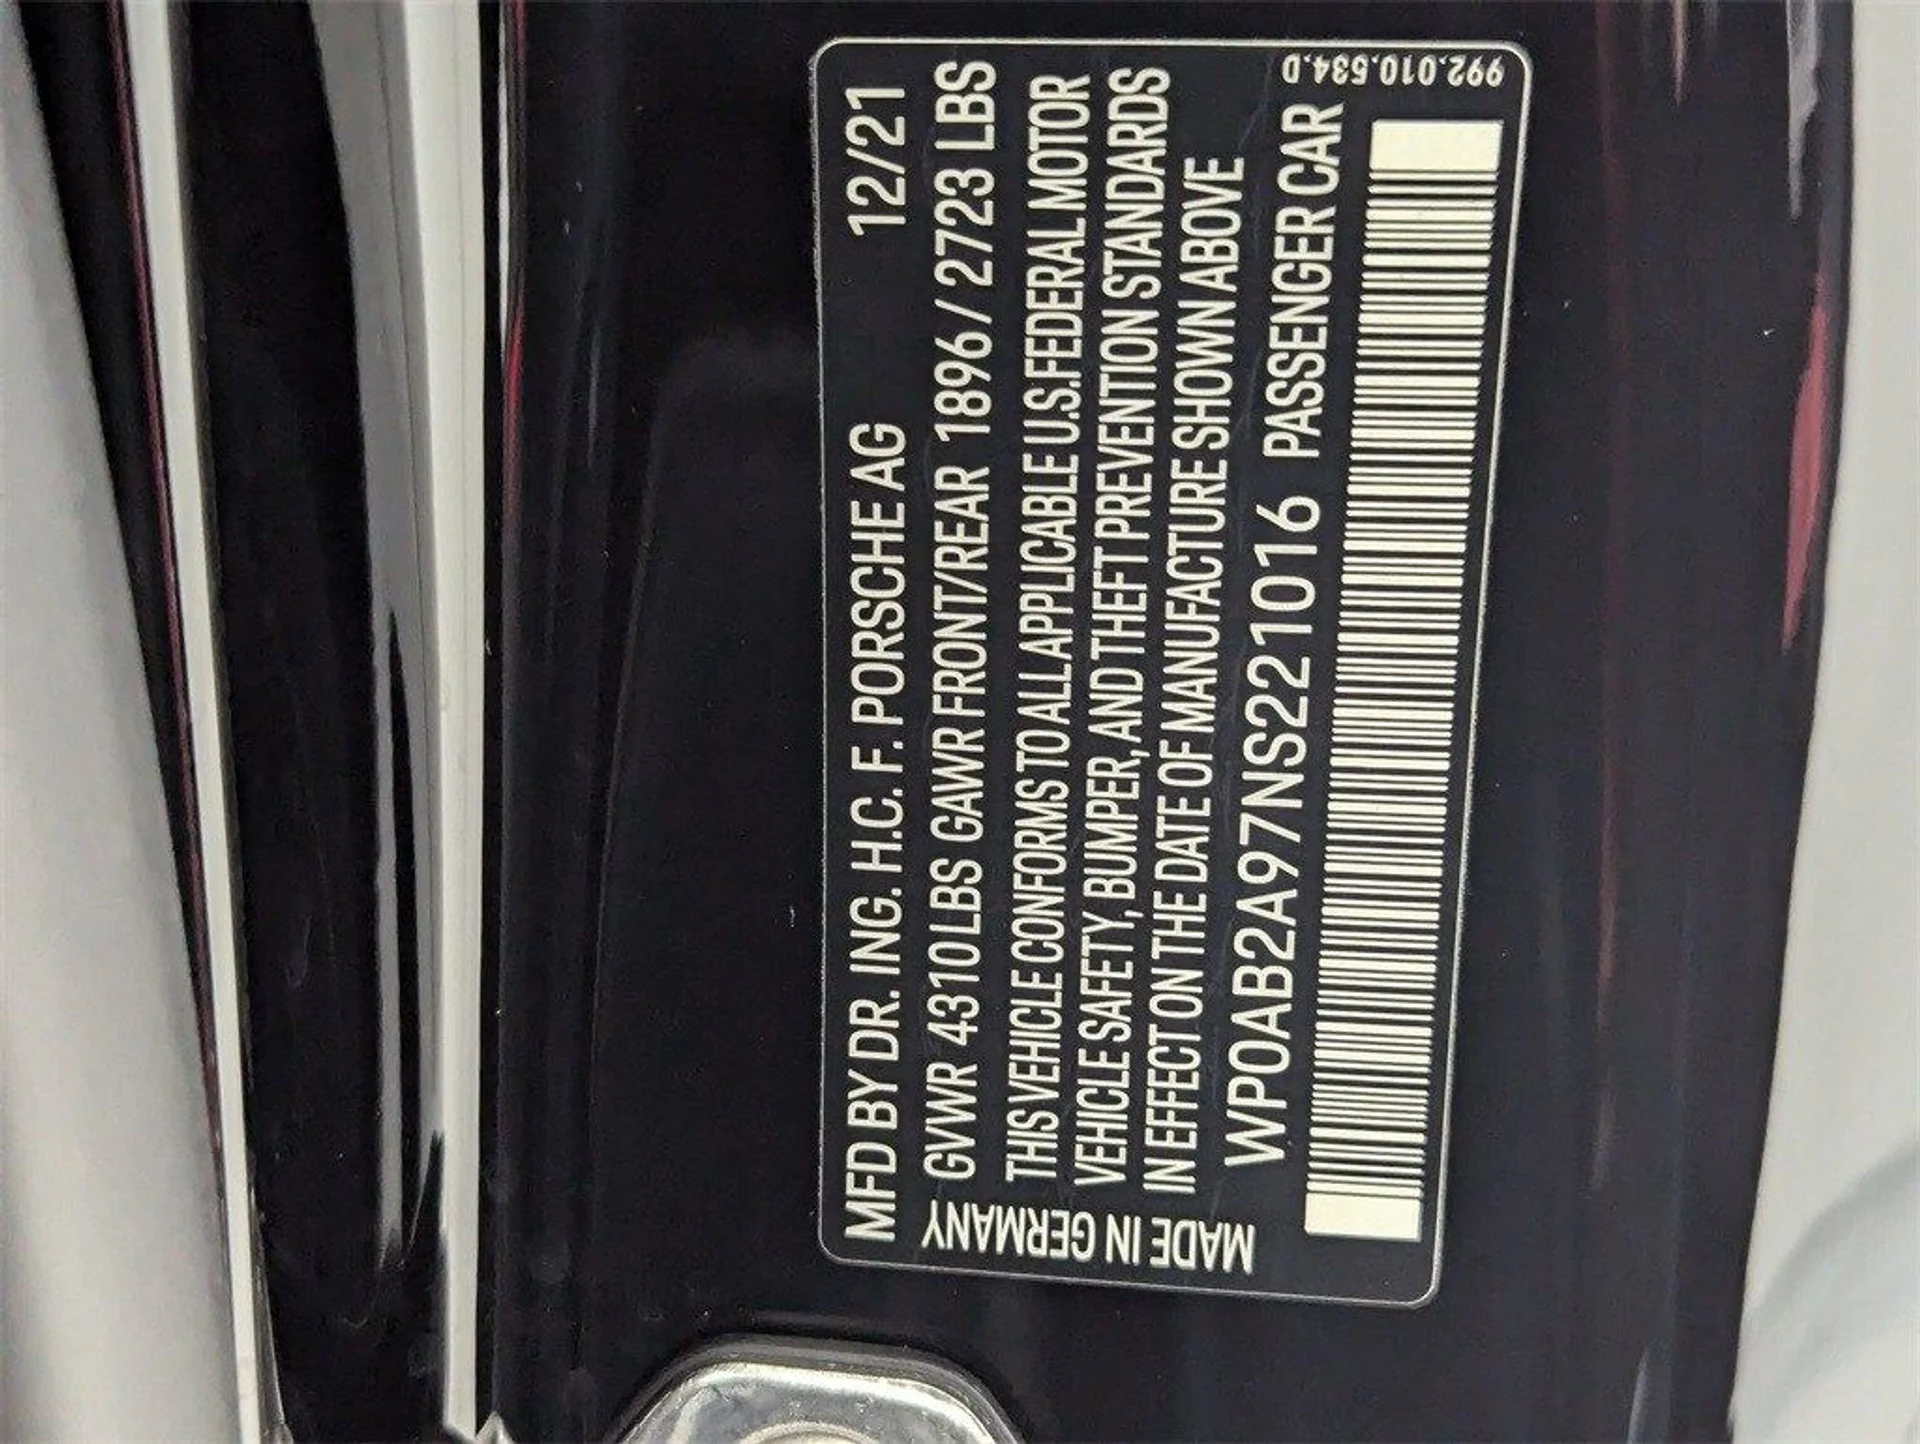 MFD BY DR. ING. H.C. F. PORSCHE AG 12/21
GVWR 4310 LBS GAWR FRONT/REAR 1896 / 2723 LBS
THIS VEHICLE CONFORMS TO ALL APPLICABLE U.S. FEDERAL MOTOR
VEHICLE SAFETY, BUMPER, AND THEFT PREVENTION STANDARDS
IN EFFECT ON THE DATE OF MANUFACTURE SHOWN ABOVE
WP0AB2A97NS221016 PASSENGER CAR
MADE IN GERMANY
992.010.534.D